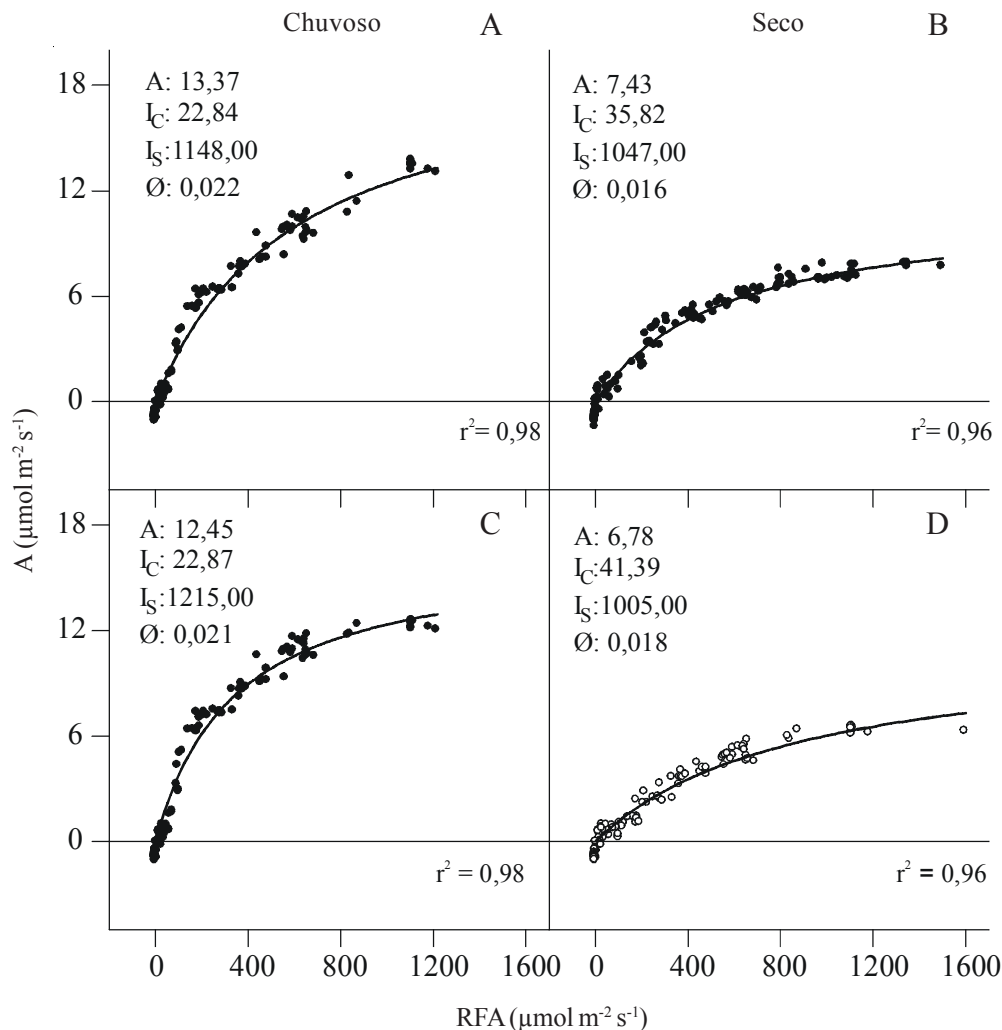 Chuvoso
A
Seco
B
A: 13,37
I_C: 22,84
I_S:1148,00
Ø: 0,022
r²= 0,98
A: 7,43
I_C: 35,82
I_S:1047,00
Ø: 0,016
r²= 0,96
18
12
6
0
C
A: 12,45
I_C: 22,87
I_S:1215,00
Ø: 0,021
r² = 0,98
D
A: 6,78
I_C:41,39
I_S:1005,00
Ø: 0,018
r² = 0,96
18
12
6
0
A (µmol m⁻² s⁻¹)
0 400 800 1200 1600
0 400 800 1200 1600
RFA (µmol m⁻² s⁻¹)